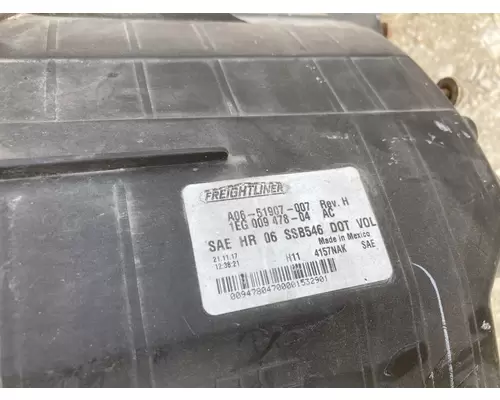 FREIGHTLINER
A06-51907-007 Rev. H
1EG 009 478-04 AC
SAE HR 06 SSB546 DOT VOL
Made in Mexico
21.11.17 H11 4157NAK SAE
12:38:21
00947804700001532901